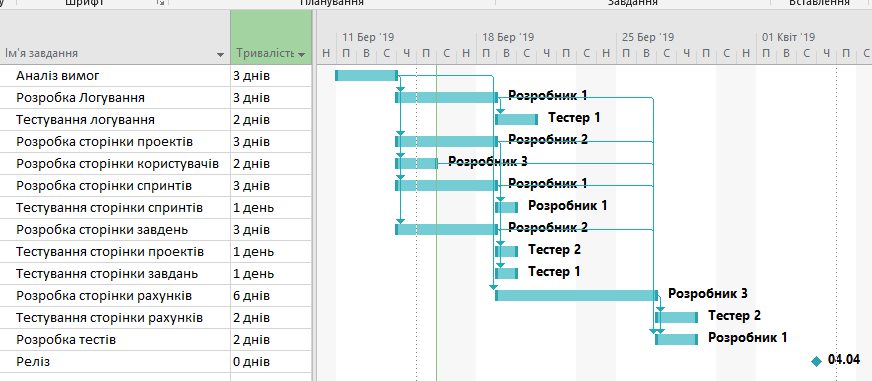 Шрифт Планування Завдання Вставлення
11 Бер '19 18 Бер '19 25 Бер '19 01 Квіт '19
Ім'я завдання Тривалість Н П В С Ч П С Н П В С Ч П С Н П В С Ч П С Н П В С Ч П С
Аналіз вимог 3 днів
Розробка Логування 3 днів Розробник 1
Тестування логування 2 днів Тестер 1
Розробка сторінки проектів 3 днів Розробник 2
Розробка сторінки користувачів 2 днів Розробник 3
Розробка сторінки спринтів 3 днів Розробник 1
Тестування сторінки спринтів 1 день Розробник 1
Розробка сторінки завдень 3 днів Розробник 2
Тестування сторінки проектів 1 день Тестер 2
Тестування сторінки завдань 1 день Тестер 1
Розробка сторінки рахунків 6 днів Розробник 3
Тестування сторінки рахунків 2 днів Тестер 2
Розробка тестів 2 днів Розробник 1
Реліз 0 днів 04.04